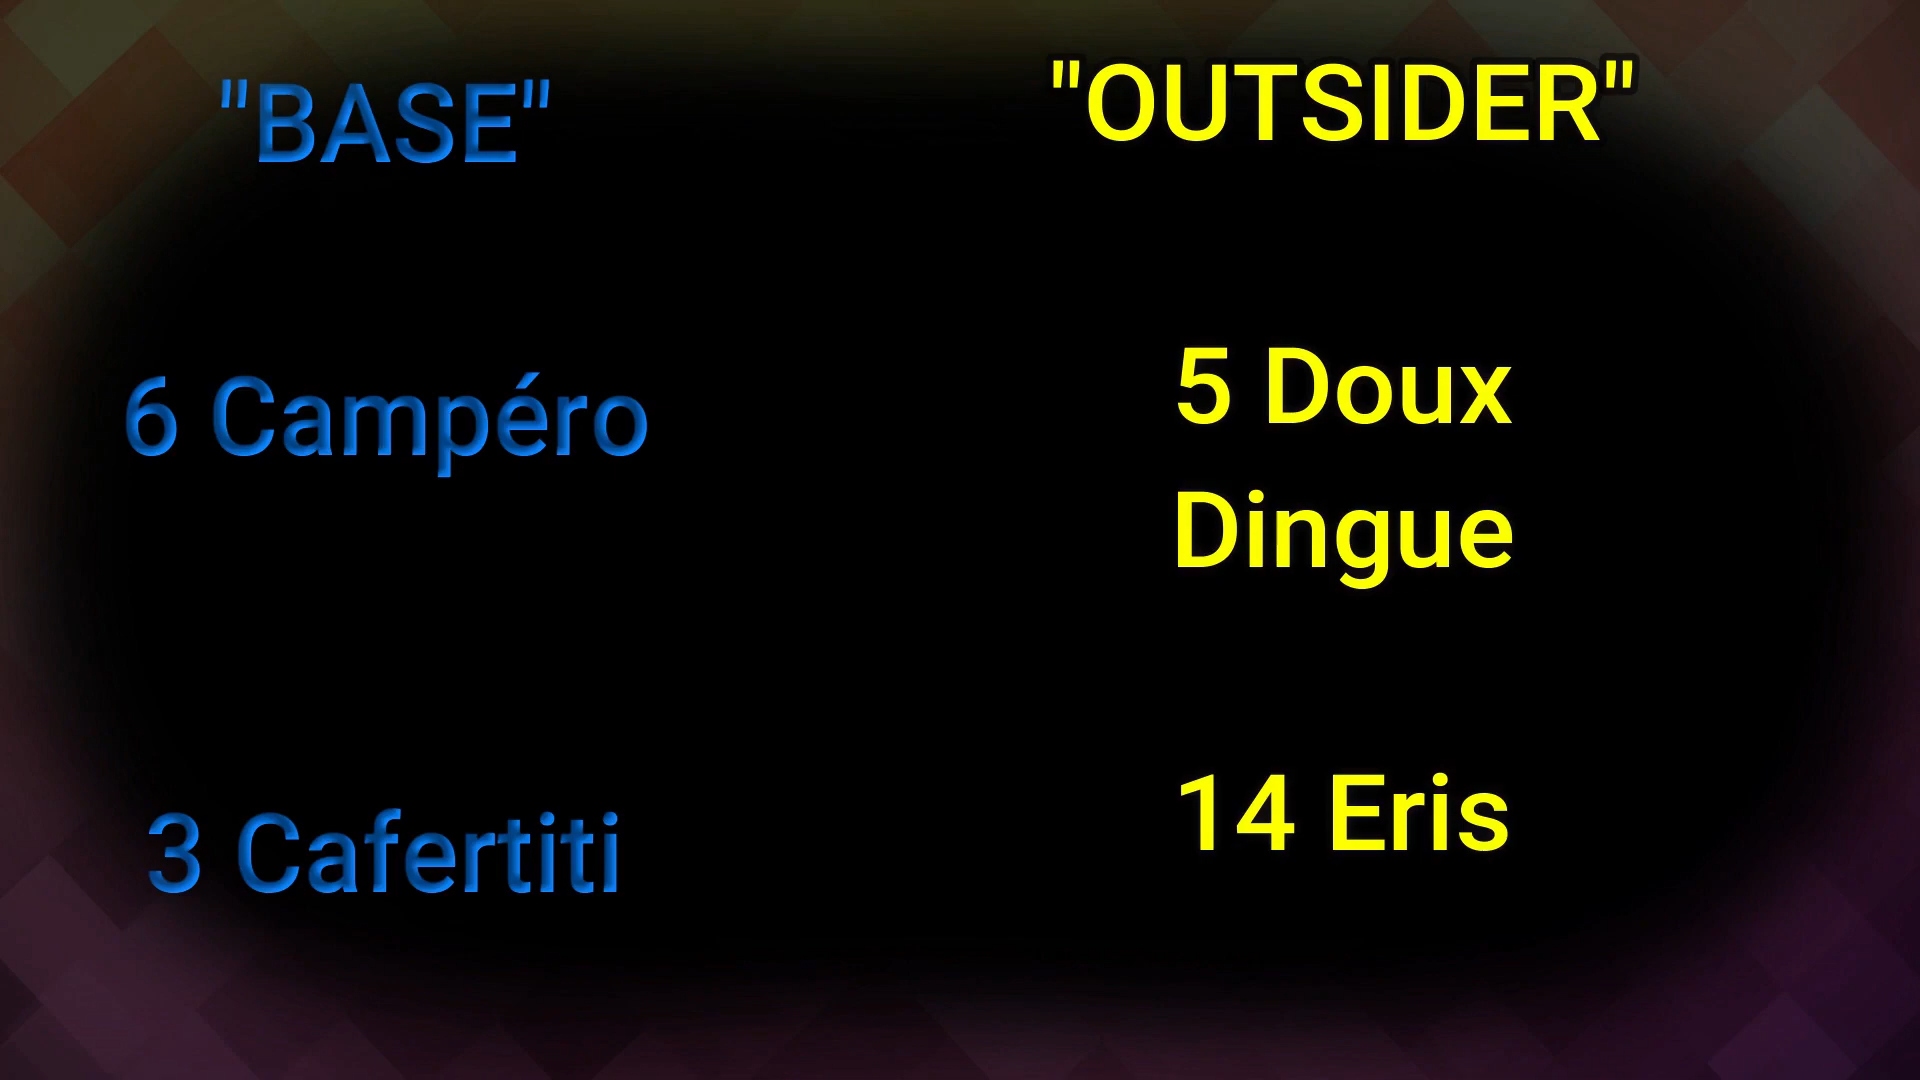 "BASE"
6 Campéro
3 Cafertiti
"OUTSIDER"
5 Doux
Dingue
14 Eris